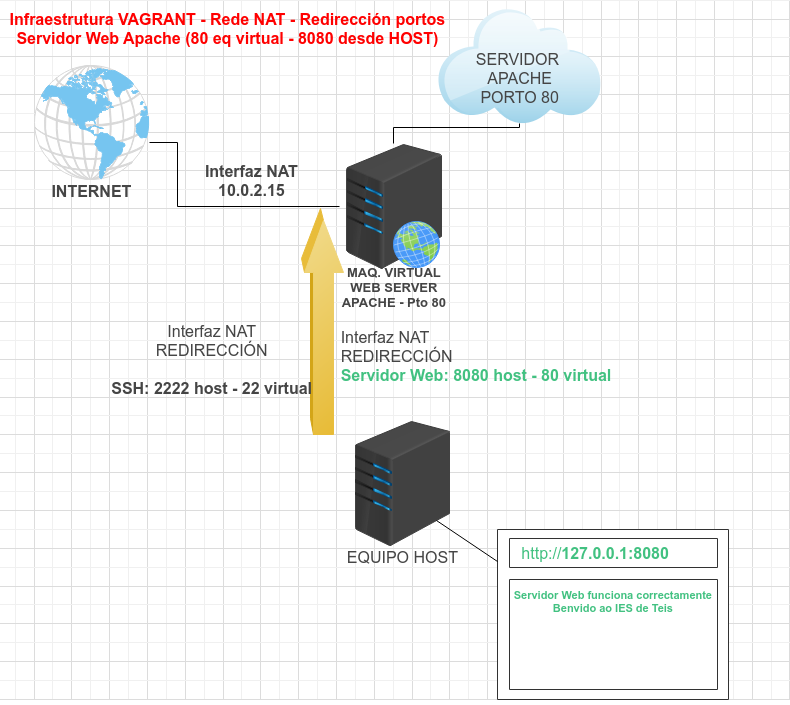 Infraestrutura VAGRANT - Rede NAT - Redirección portos
Servidor Web Apache (80 eq virtual - 8080 desde HOST)
SERVIDOR
APACHE
PORTO 80
INTERNET
Interfaz NAT
10.0.2.15
MAQ. VIRTUAL
WEB SERVER
APACHE - Pto 80
Interfaz NAT
REDIRECCIÓN
SSH: 2222 host - 22 virtual
Interfaz NAT
REDIRECCIÓN
Servidor Web: 8080 host - 80 virtual
EQUIPO HOST
http://127.0.0.1:8080
Servidor Web funciona correctamente
Benvido ao IES de Teis